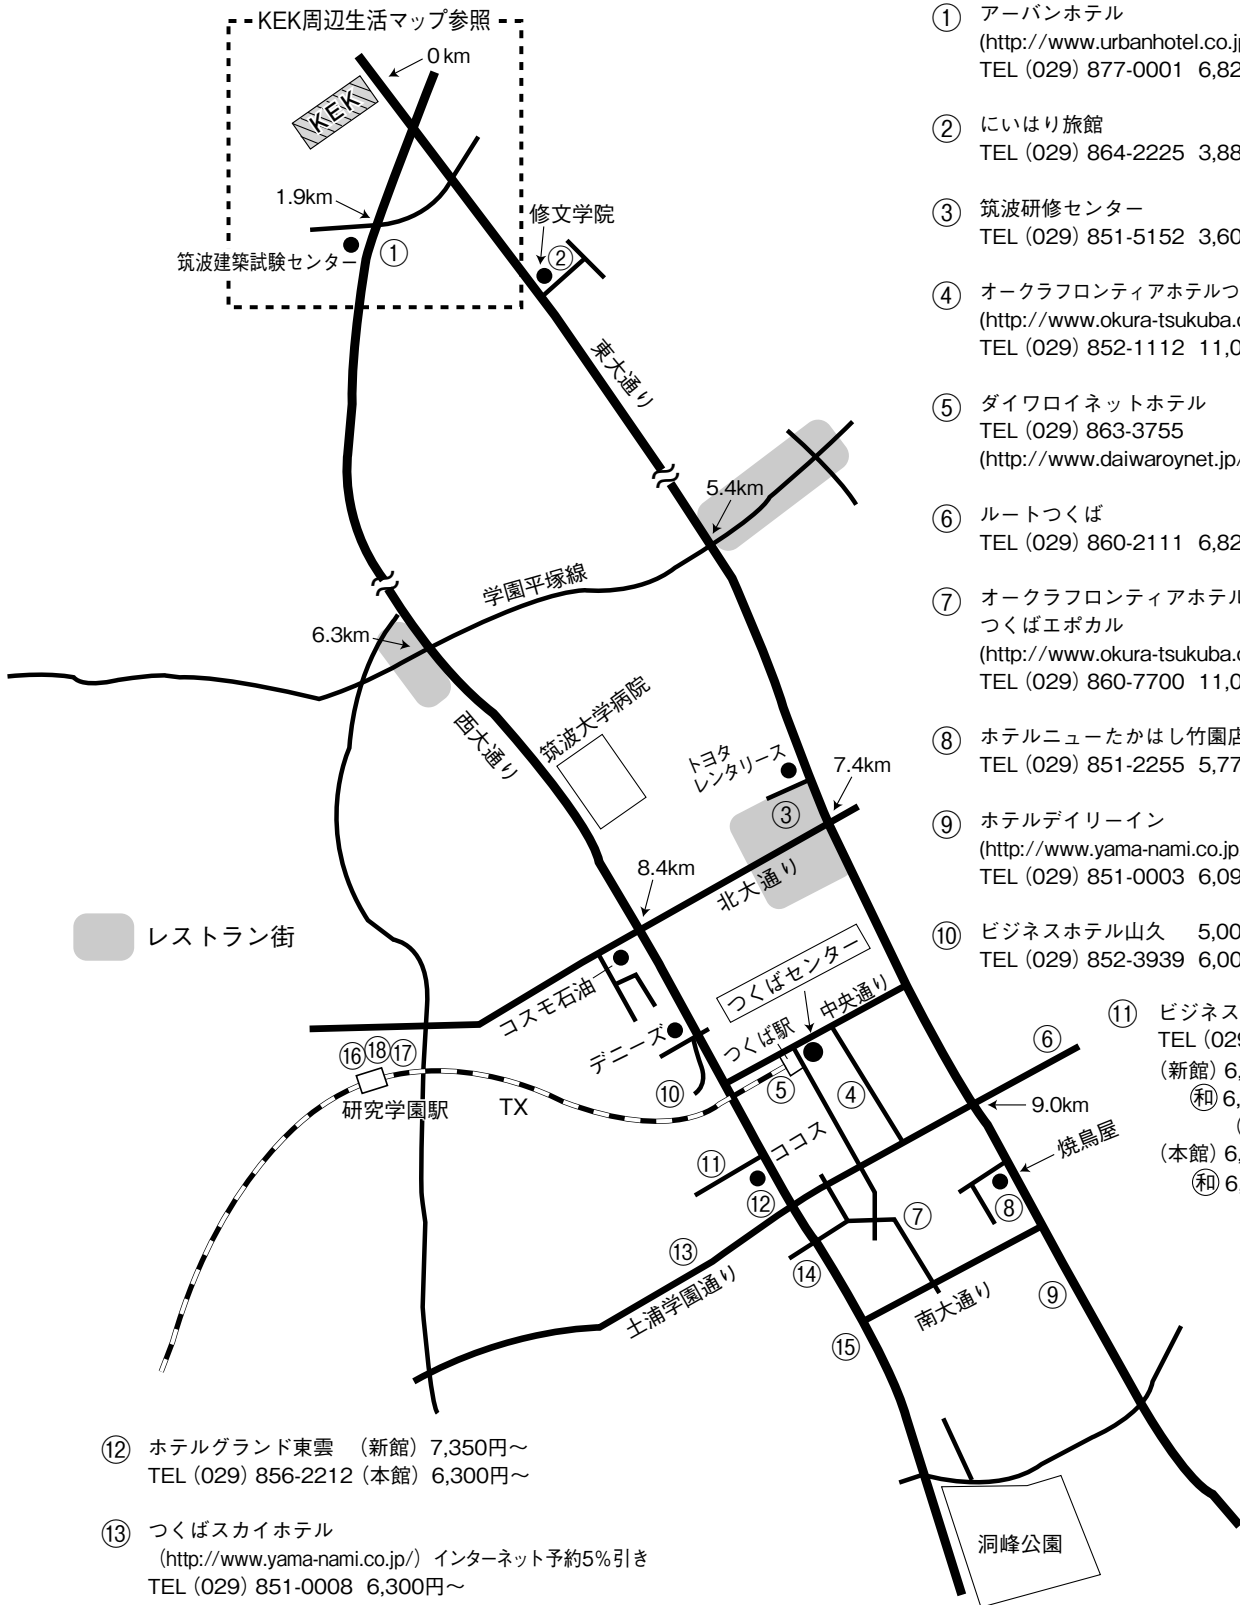 KEK周辺生活マップ参照
0km
KEK
1.9km
筑波建築試験センター
①
修文学院
②
東大通り
5.4km
学園平塚線
6.3km
西大通り
筑波大学病院
トヨタ
レンタリース
7.4km
③
8.4km
北大通り
レストラン街
コスモ石油
つくばセンター
デニーズ
つくば駅
中央通り
⑥
⑯⑱⑰
研究学園駅
TX
⑩
⑤
④
9.0km
焼鳥屋
⑪
ココス
⑫
⑧
⑦
⑬
⑭
土浦学園通り
⑨
南大通り
⑮
洞峰公園
① アーバンホテル
(http://www.urbanhotel.co.j
TEL (029) 877-0001 6,82
② にいはり旅館
TEL (029) 864-2225 3,88
③ 筑波研修センター
TEL (029) 851-5152 3,60
④ オークラフロンティアホテルつ
(http://www.okura-tsukuba.
TEL (029) 852-1112 11,0
⑤ ダイワロイネットホテル
TEL (029) 863-3755
(http://www.daiwaroynet.jp/
⑥ ルートつくば
TEL (029) 860-2111 6,82
⑦ オークラフロンティアホテル
つくばエポカル
(http://www.okura-tsukuba.
TEL (029) 860-7700 11,0
⑧ ホテルニューたかはし竹園店
TEL (029) 851-2255 5,77
⑨ ホテルデイリーイン
(http://www.yama-nami.co.jp
TEL (029) 851-0003 6,09
⑩ ビジネスホテル山久 5,00
TEL (029) 852-3939 6,00
⑪ ビジネス
TEL (029
(新館) 6,
㊥
(本館) 6,
⑫ ホテルグランド東雲 (新館) 7,350円～
TEL (029) 856-2212 (本館) 6,300円～
⑬ つくばスカイホテル
(http://www.yama-nami.co.jp/) インターネット予約5%引き
TEL (029) 851-0008 6,300円～